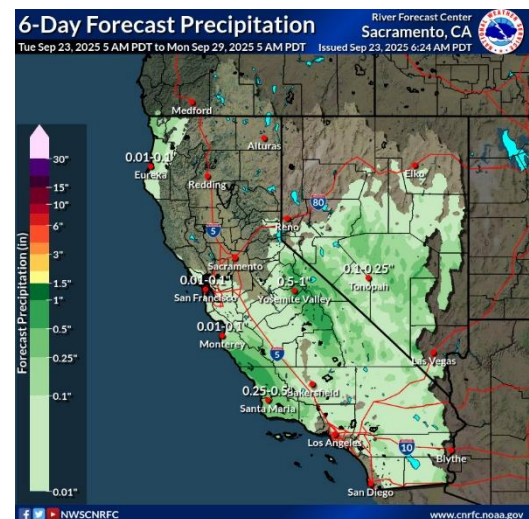 6-Day Forecast Precipitation
River Forecast Center
Sacramento, CA
Tue Sep 23, 2025 5 AM PDT to Mon Sep 29, 2025 5 AM PDT
Issued Sep 23, 2025 6:24 AM PDT
NATIONAL WEATHER SERVICE
Medford
Alturas
0.01-0.1"
Eureka
Redding
Elko
80
Reno
5
Sacramento
0.01-0.1"
San Francisco
0.5-1"
Yosemite Valley
0.1-0.25"
Tonopah
0.01-0.1"
Monterey
5
Las Vegas
0.25-0.5"
Santa Maria
Bakersfield
Los Angeles
10
Blythe
San Diego
Forecast Precipitation (in)
30"
15"
10"
6"
3"
1.5"
1"
0.5"
0.25"
0.1"
0.01"
NWSCNRFC
www.cnrfc.noaa.gov